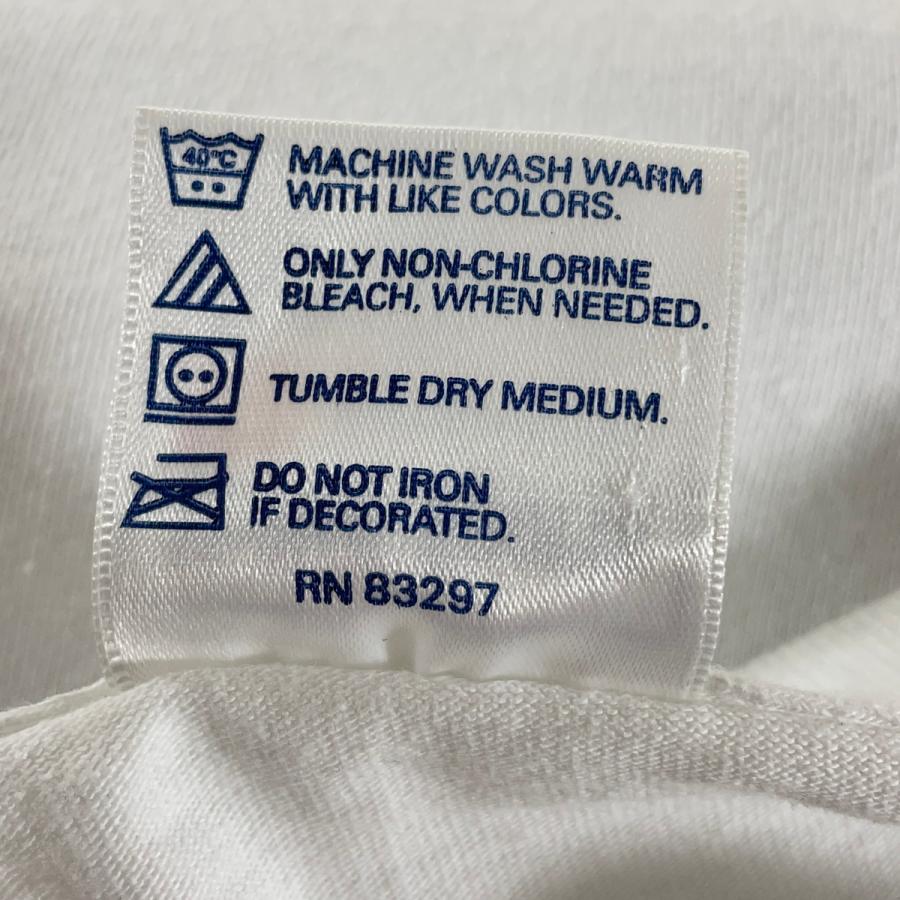 40°C
MACHINE WASH WARM
WITH LIKE COLORS.
ONLY NON-CHLORINE
BLEACH, WHEN NEEDED.
TUMBLE DRY MEDIUM.
DO NOT IRON
IF DECORATED.
RN 83297